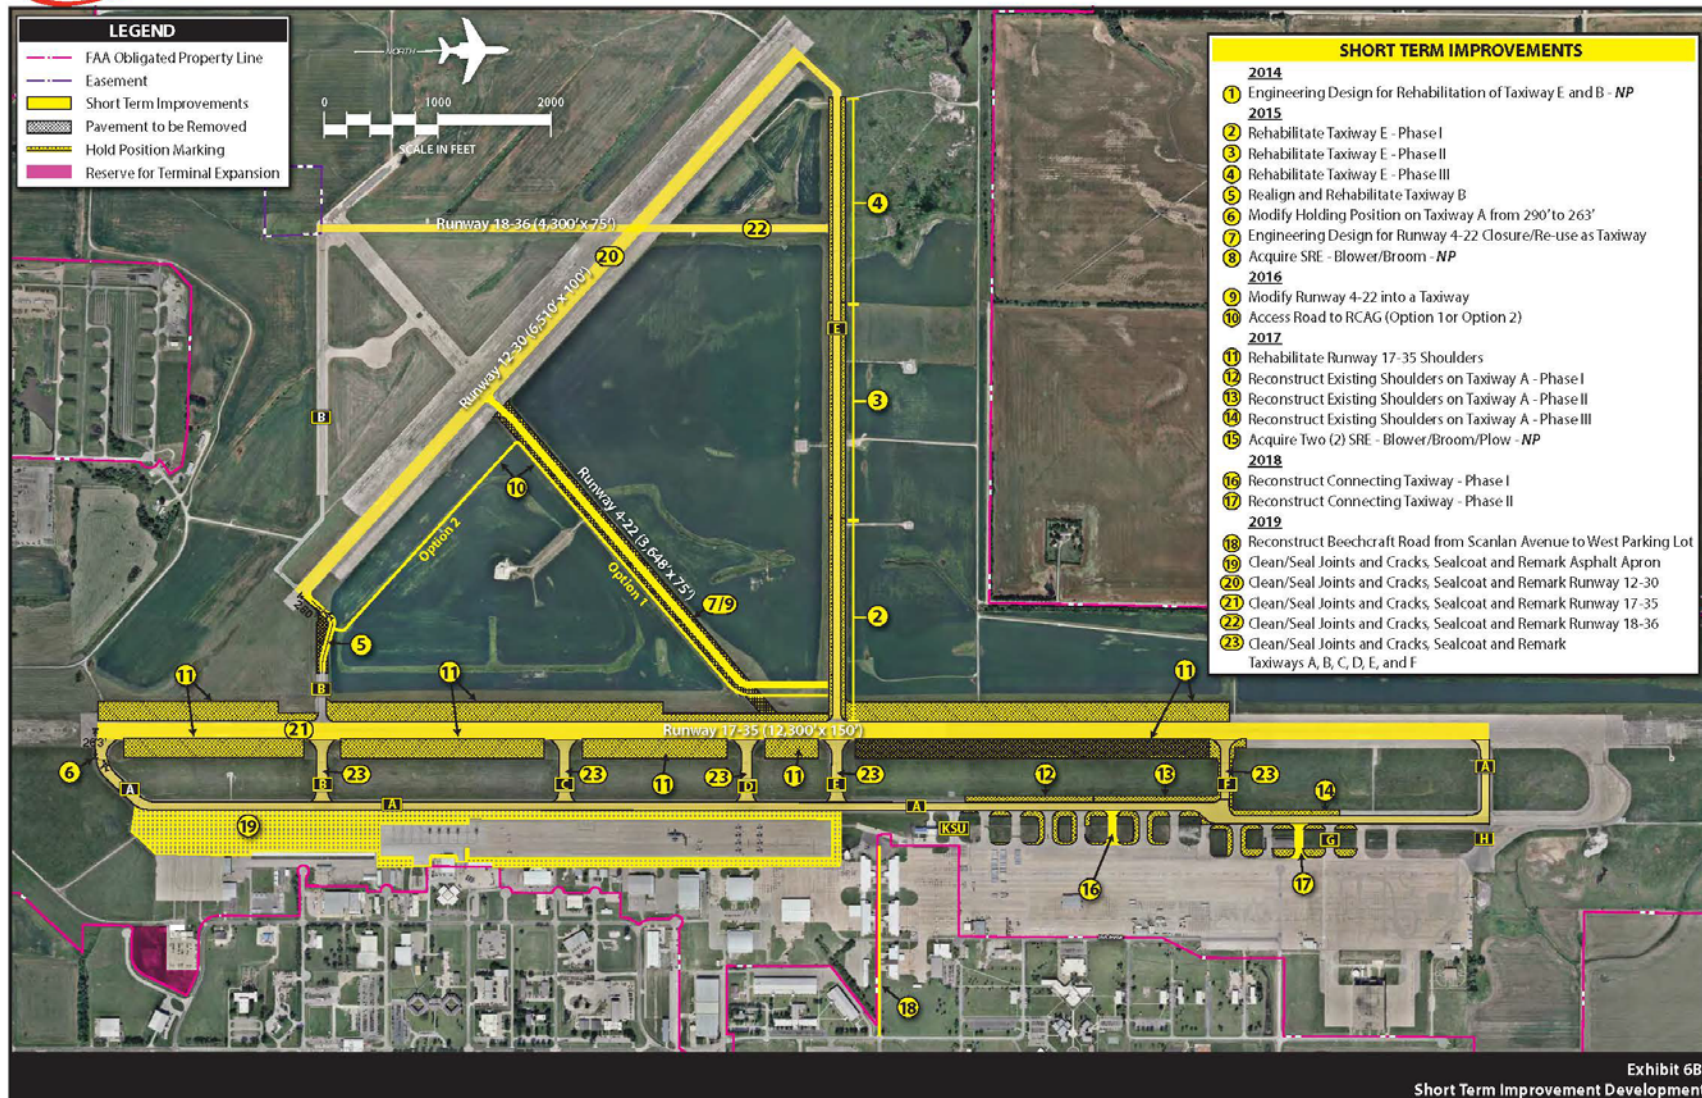 LEGEND
FAA Obligated Property Line
Easement
Short Term Improvements
Pavement to be Removed
Hold Position Marking
Reserve for Terminal Expansion
NORTH
0 1000 2000
SCALE IN FEET
SHORT TERM IMPROVEMENTS
2014
1 Engineering Design for Rehabilitation of Taxiway E and B - NP
2015
2 Rehabilitate Taxiway E - Phase I
3 Rehabilitate Taxiway E - Phase II
4 Rehabilitate Taxiway E - Phase III
5 Realign and Rehabilitate Taxiway B
6 Modify Holding Position on Taxiway A from 290' to 263'
7 Engineering Design for Runway 4-22 Closure/Re-use as Taxiway
8 Acquire SRE - Blower/Broom - NP
2016
9 Modify Runway 4-22 into a Taxiway
10 Access Road to RCAG (Option 1 or Option 2)
2017
11 Rehabilitate Runway 17-35 Shoulders
12 Reconstruct Existing Shoulders on Taxiway A - Phase I
13 Reconstruct Existing Shoulders on Taxiway A - Phase II
14 Reconstruct Existing Shoulders on Taxiway A - Phase III
15 Acquire Two (2) SRE - Blower/Broom/Plow - NP
2018
16 Reconstruct Connecting Taxiway - Phase I
17 Reconstruct Connecting Taxiway - Phase II
2019
18 Reconstruct Beechcraft Road from Scanlan Avenue to West Parking Lot
19 Clean/Seal Joints and Cracks, Sealcoat and Remark Asphalt Apron
20 Clean/Seal Joints and Cracks, Sealcoat and Remark Runway 12-30
21 Clean/Seal Joints and Cracks, Sealcoat and Remark Runway 17-35
22 Clean/Seal Joints and Cracks, Sealcoat and Remark Runway 18-36
23 Clean/Seal Joints and Cracks, Sealcoat and Remark
Taxiways A, B, C, D, E, and F
4
Runway 18-36 (4,300' x 75')
22
20
E
Runway 12-30 (6,510' x 100')
3
B
10
Runway 4-22 (3,648' x 75')
Option 2
Option 1
7/9
2
5
11
11
11
B
21
Runway 17-35 (12,300' x 150')
263'
6
23
23
23
23
23
11
11
12
13
14
A
A
B
C
D
E
F
A
A
19
KSU
G
H
16
17
18
Exhibit 6B
Short Term Improvement Development